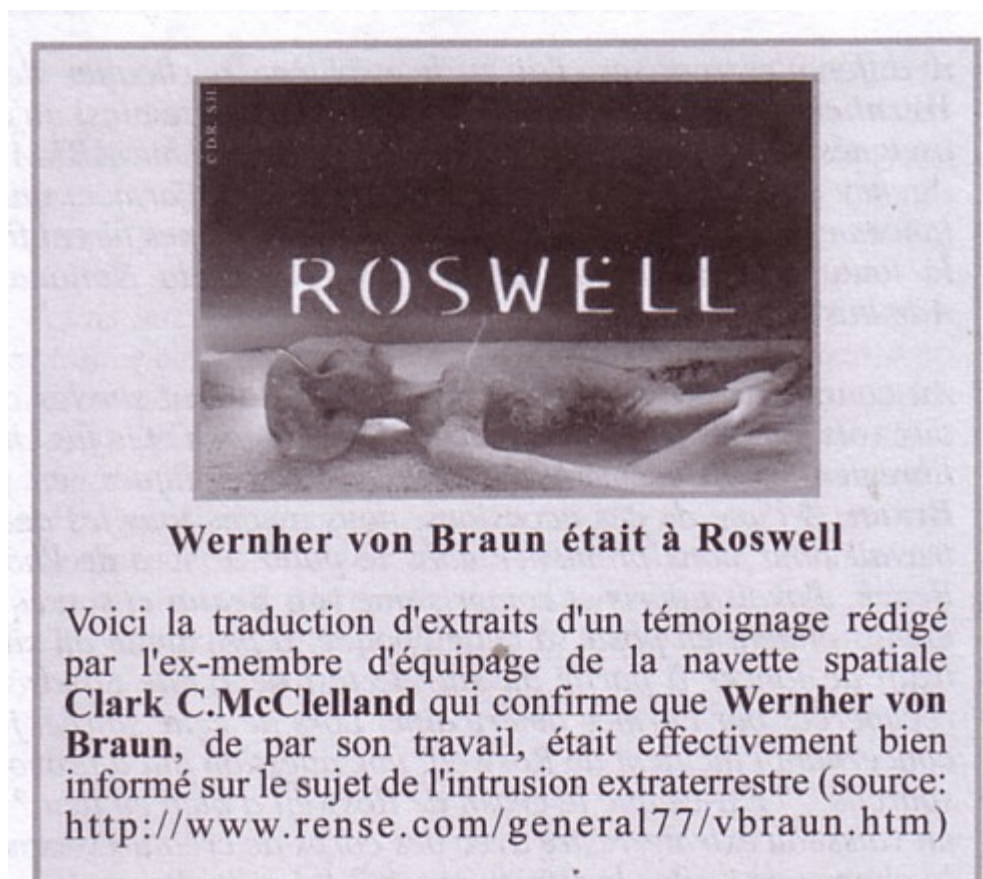 © D.R. S.H.
ROSWELL
Wernher von Braun était à Roswell
Voici la traduction d'extraits d'un témoignage rédigé
par l'ex-membre d'équipage de la navette spatiale
Clark C.McClelland qui confirme que Wernher von
Braun, de par son travail, était effectivement bien
informé sur le sujet de l'intrusion extraterrestre (source:
http://www.rense.com/general77/vbraun.htm)